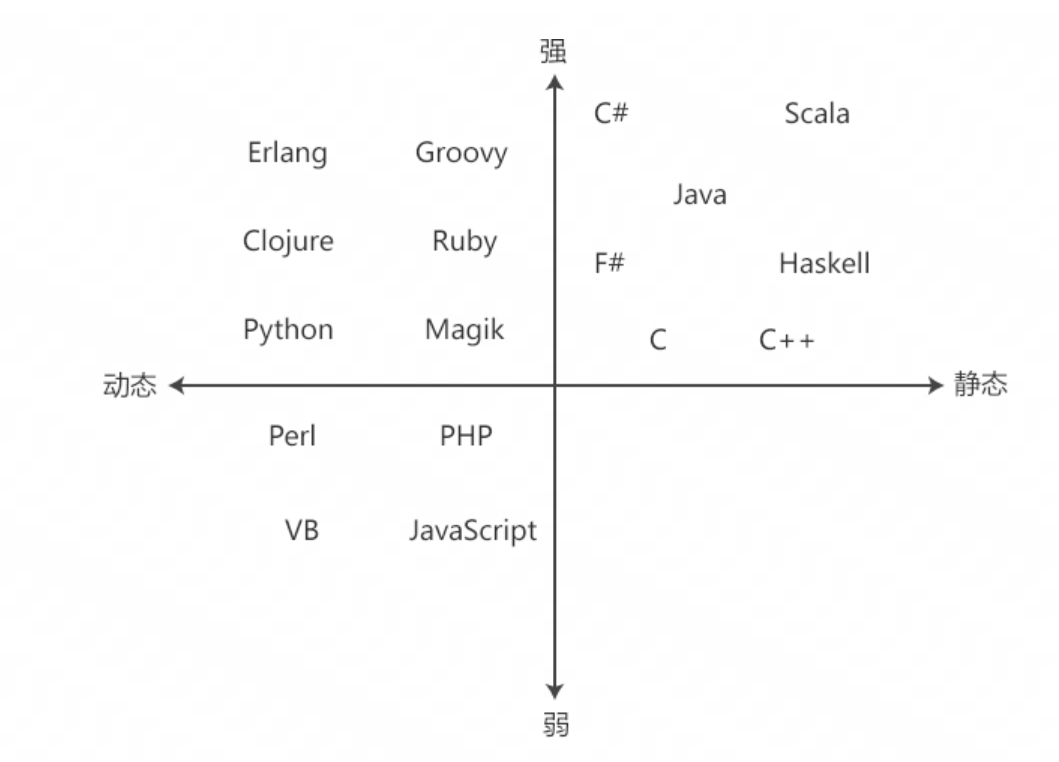 强
C# Scala
Erlang Groovy
Java
Clojure Ruby
F# Haskell
Python Magik
C C++
动态 静态
Perl PHP
VB JavaScript
弱